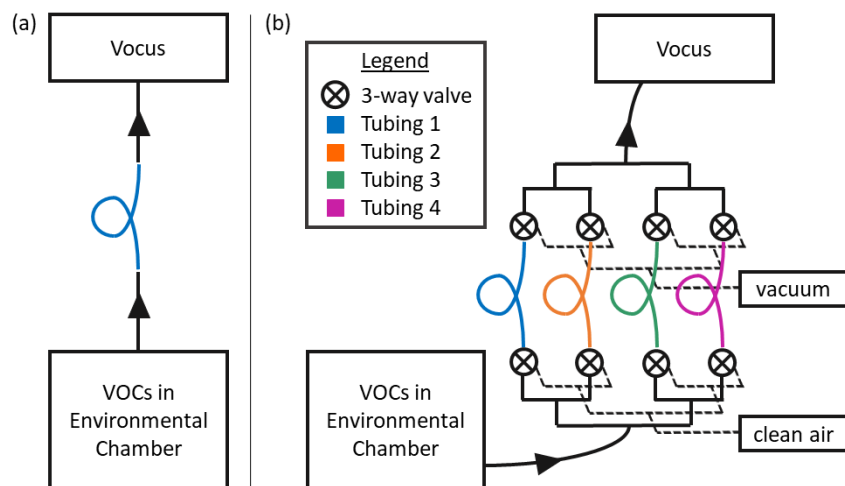 (a)
Vocus
VOCs in
Environmental
Chamber
(b)
Legend
3-way valve
Tubing 1
Tubing 2
Tubing 3
Tubing 4
Vocus
vacuum
VOCs in
Environmental
Chamber
clean air